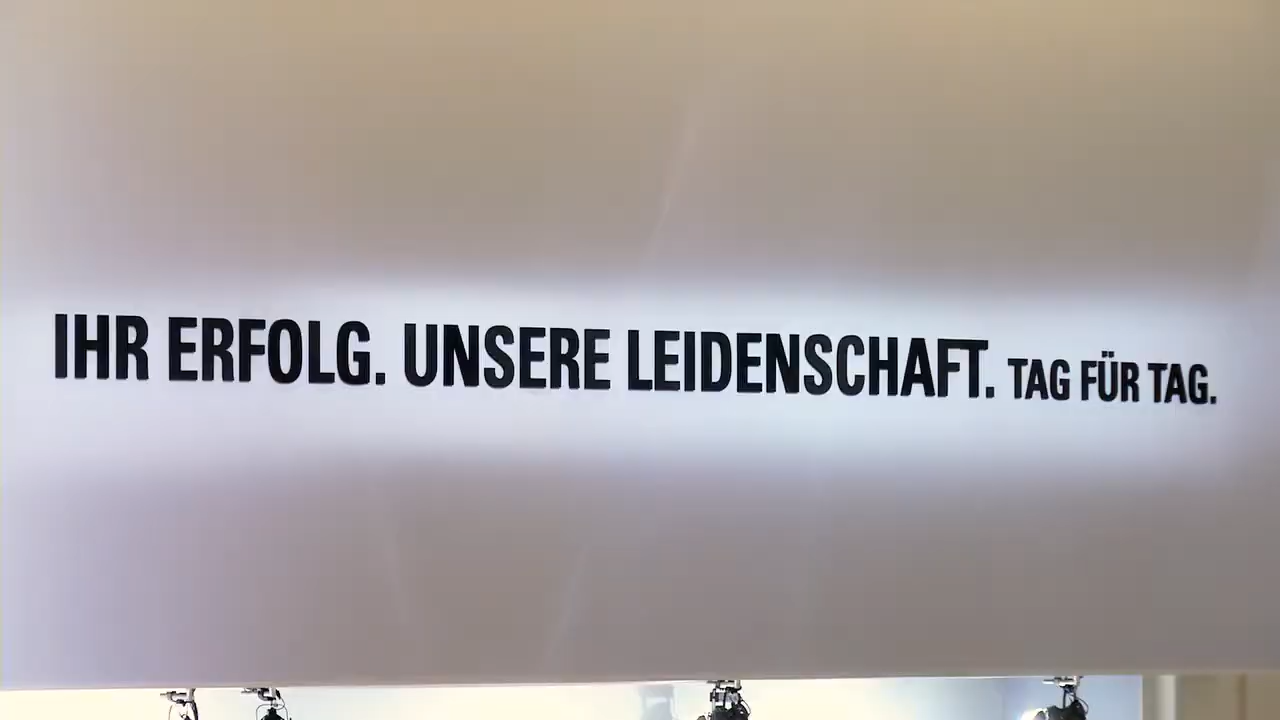 IHR ERFOLG. UNSERE LEIDENSCHAFT. TAG FÜR TAG.